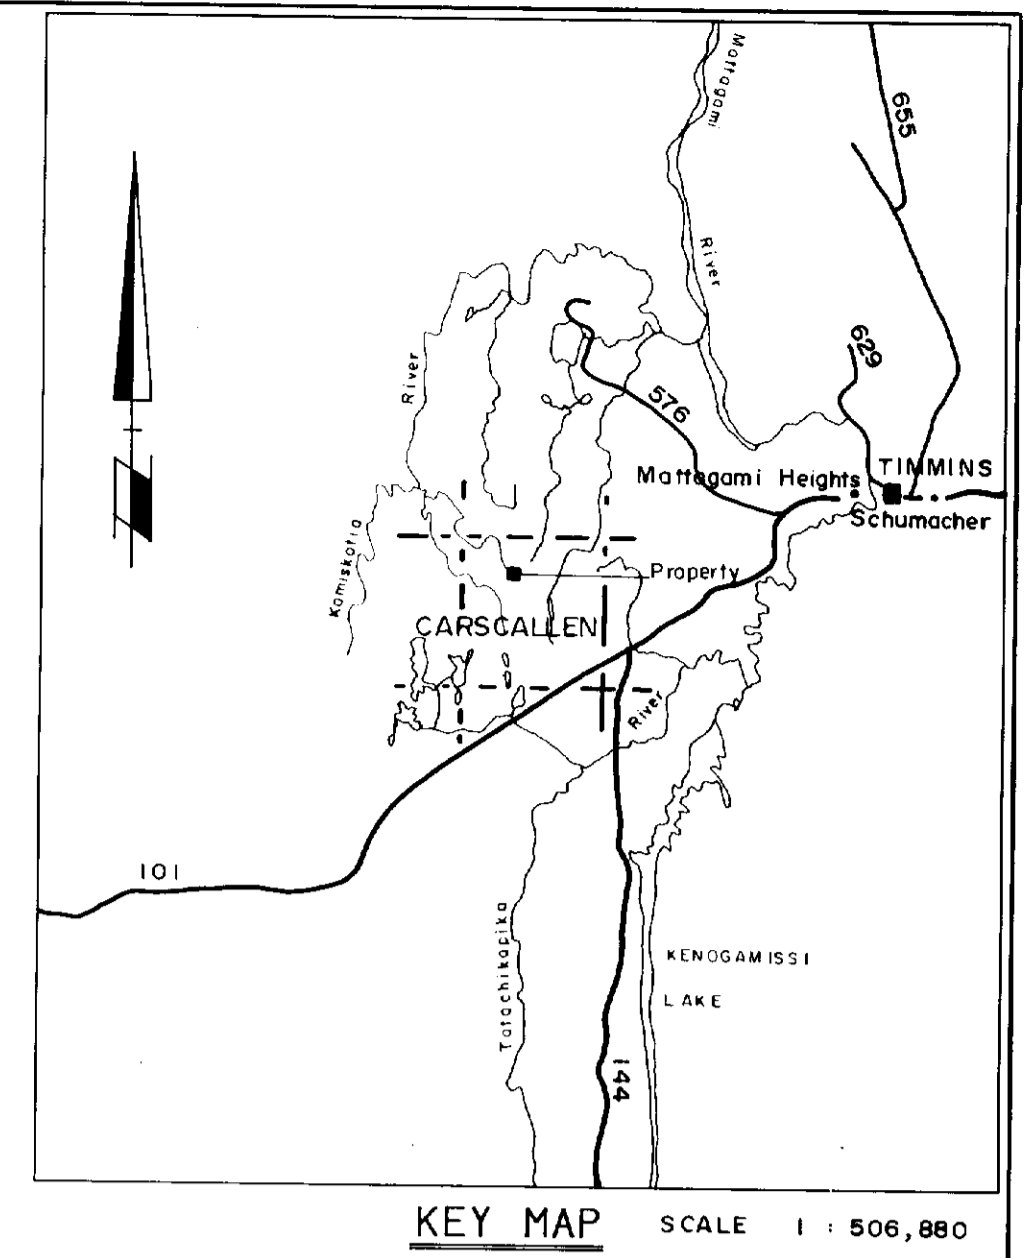 Mattagami
River
655
629
576
River
Kamiskotia
Mattagami Heights
TIMMINS
Schumacher
Property
CARSCALLEN
River
Tatachikapika
101
144
KENOGAMISSI
LAKE
KEY MAP SCALE 1 : 506,880